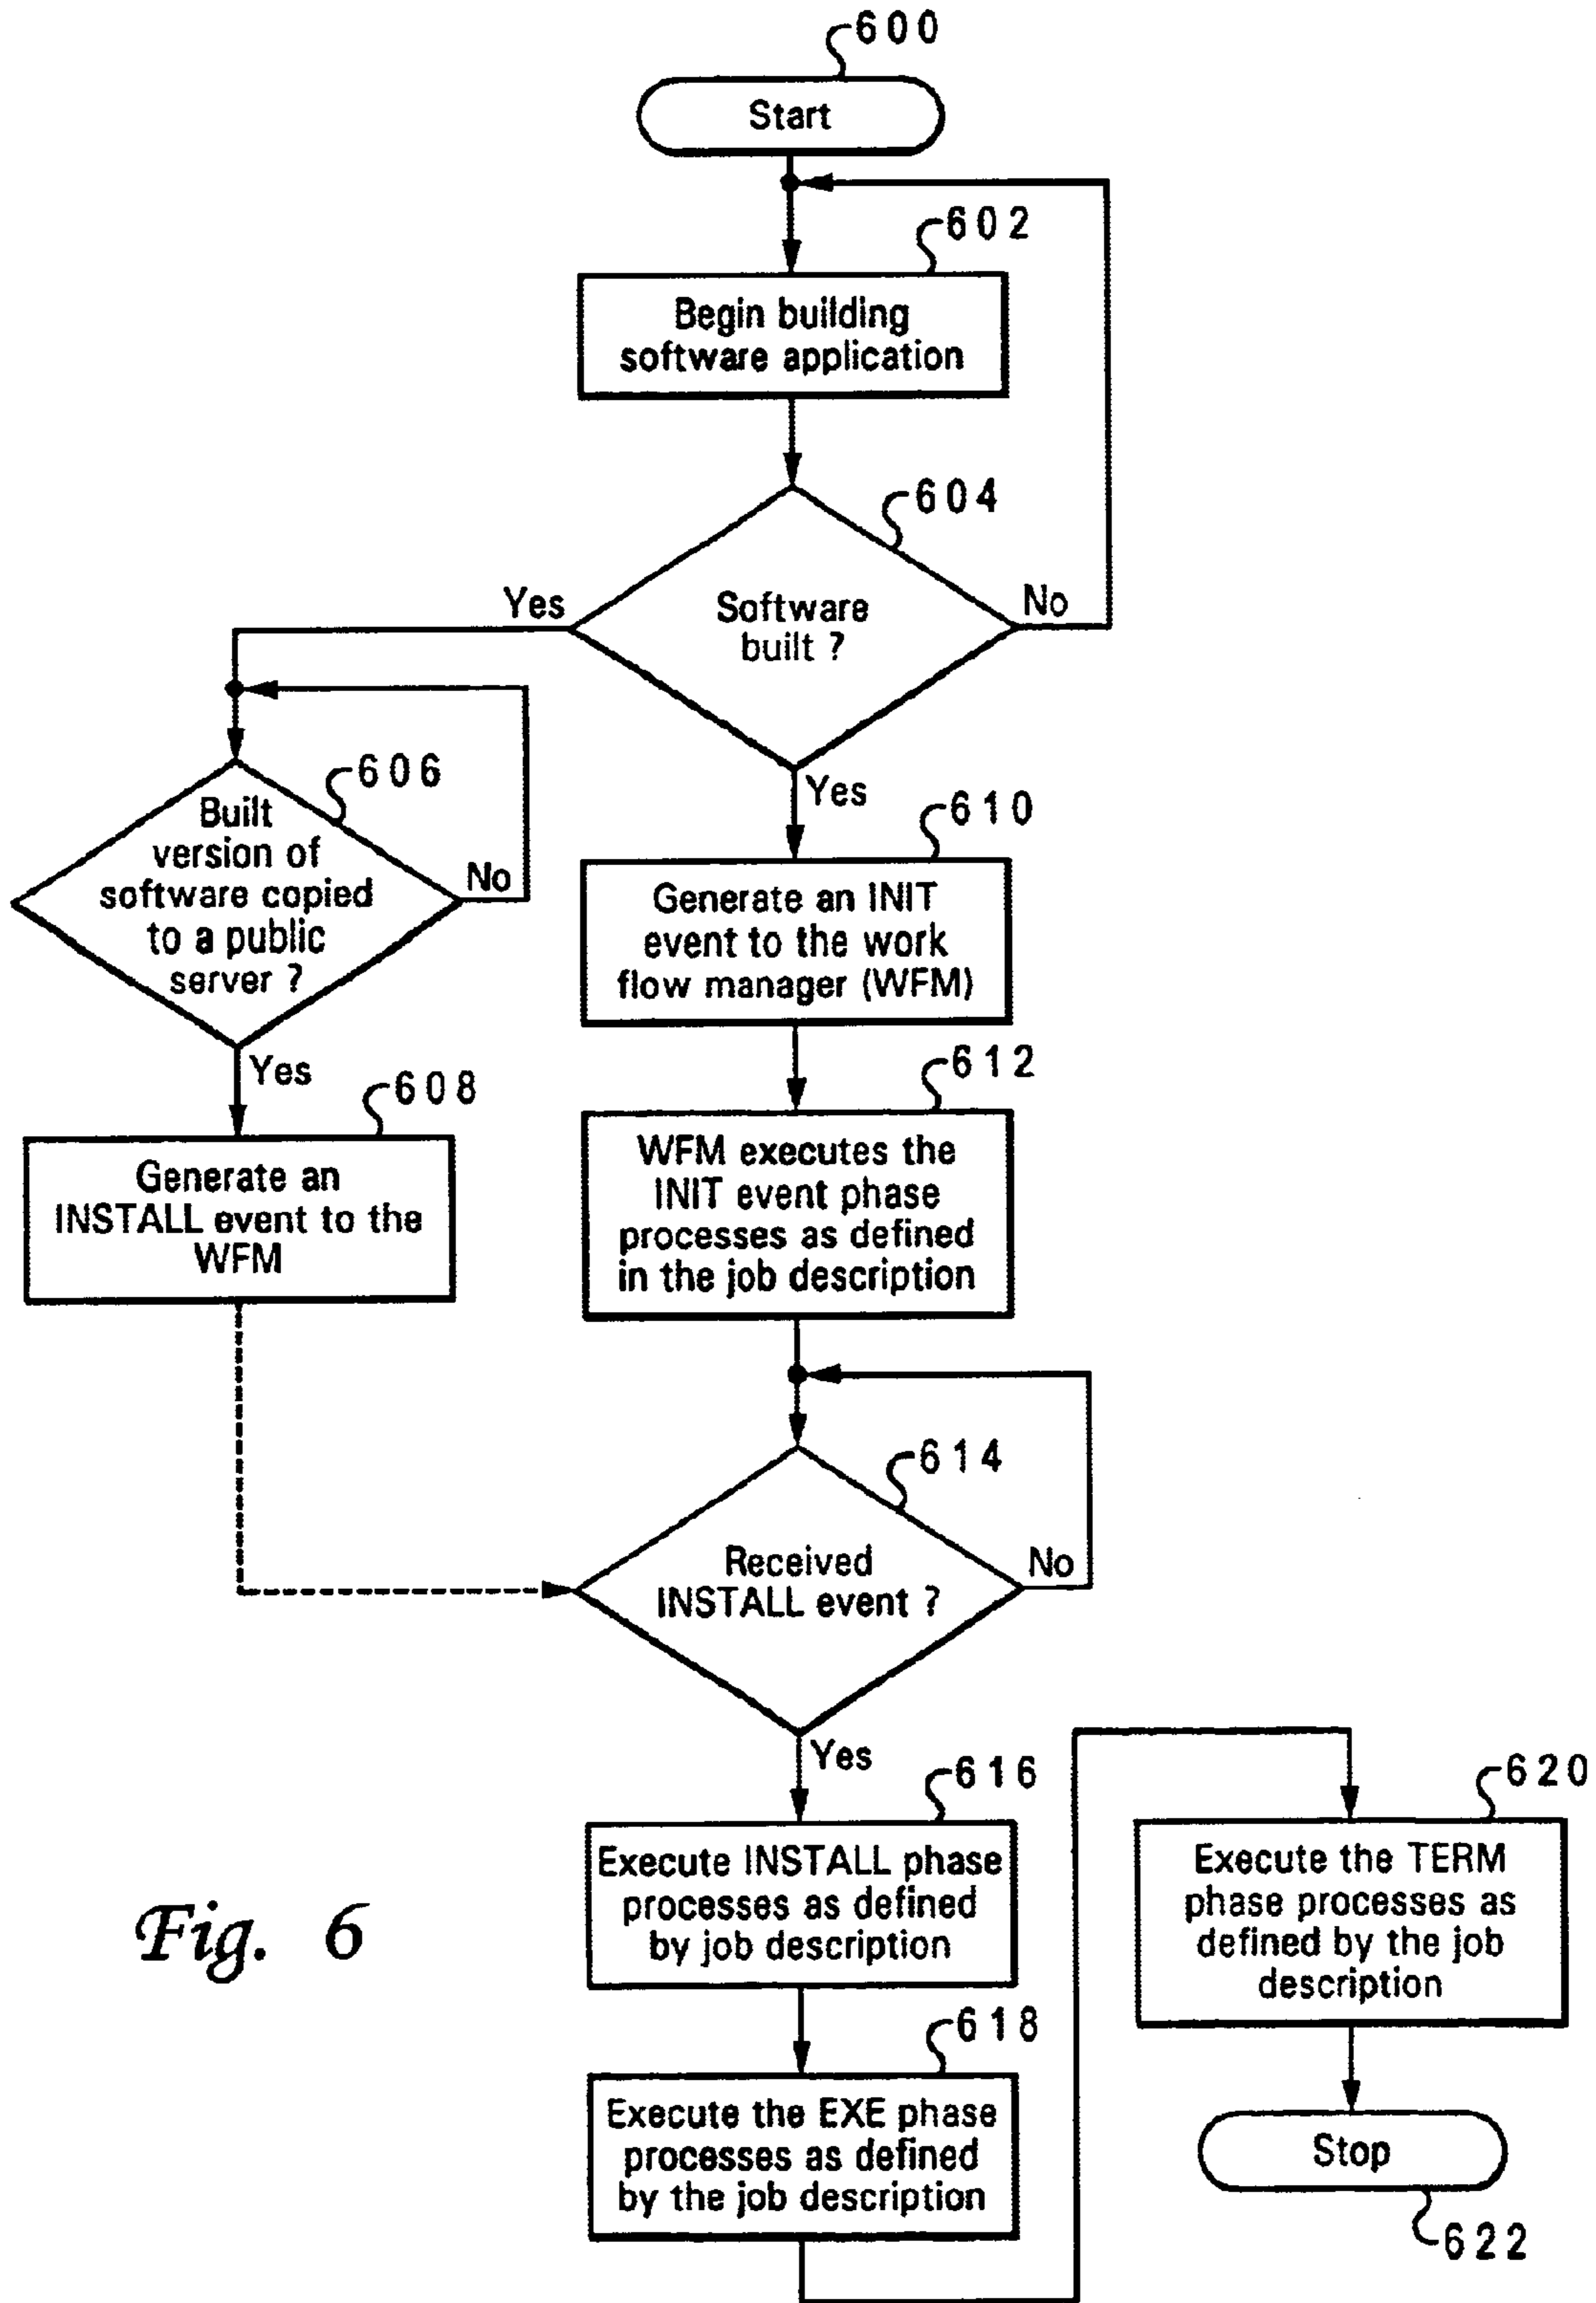 600
Start
602
Begin building
software application
604
Software
built ?
Yes
No
606
Built
version of
software copied
to a public
server ?
No
Yes
608
Generate an
INSTALL event to the
WFM
Yes
610
Generate an INIT
event to the work
flow manager (WFM)
612
WFM executes the
INIT event phase
processes as defined
in the job description
614
Received
INSTALL event ?
No
Yes
616
Execute INSTALL phase
processes as defined
by job description
618
Execute the EXE phase
processes as defined
by the job description
620
Execute the TERM
phase processes as
defined by the job
description
Stop
622
Fig. 6